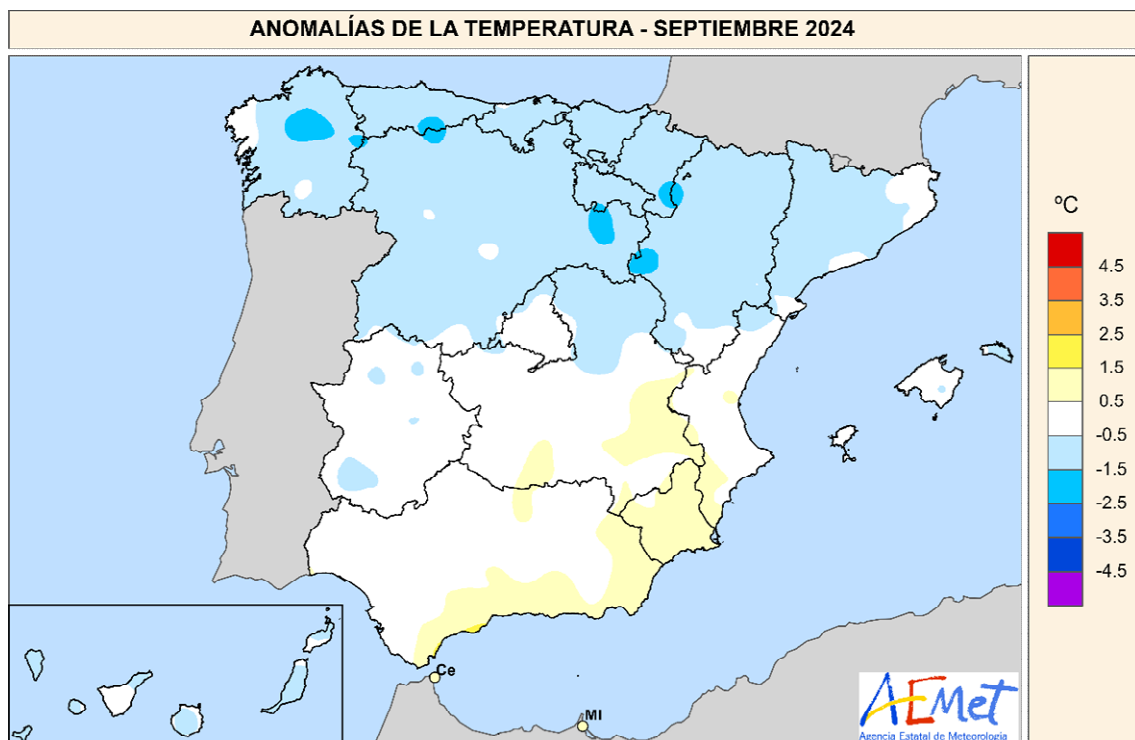 ANOMALÍAS DE LA TEMPERATURA - SEPTIEMBRE 2024
ºC
4.5
3.5
2.5
1.5
0.5
-0.5
-1.5
-2.5
-3.5
-4.5
Ce
Ml
AEMet
Agencia Estatal de Meteorología